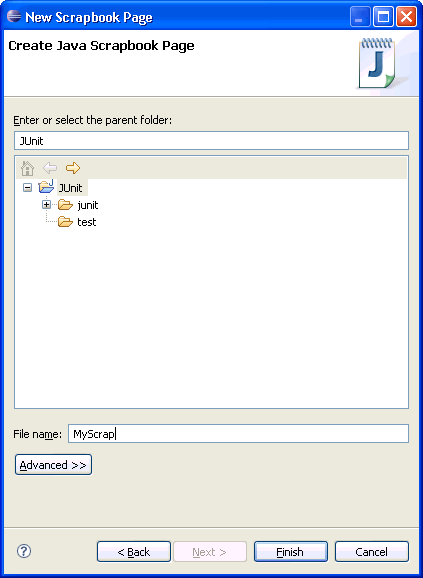 New Scrapbook Page
Create Java Scrapbook Page
J
Enter or select the parent folder:
JUnit
JUnit
junit
test
File name: MyScrap
Advanced >>
? < Back Next > Finish Cancel